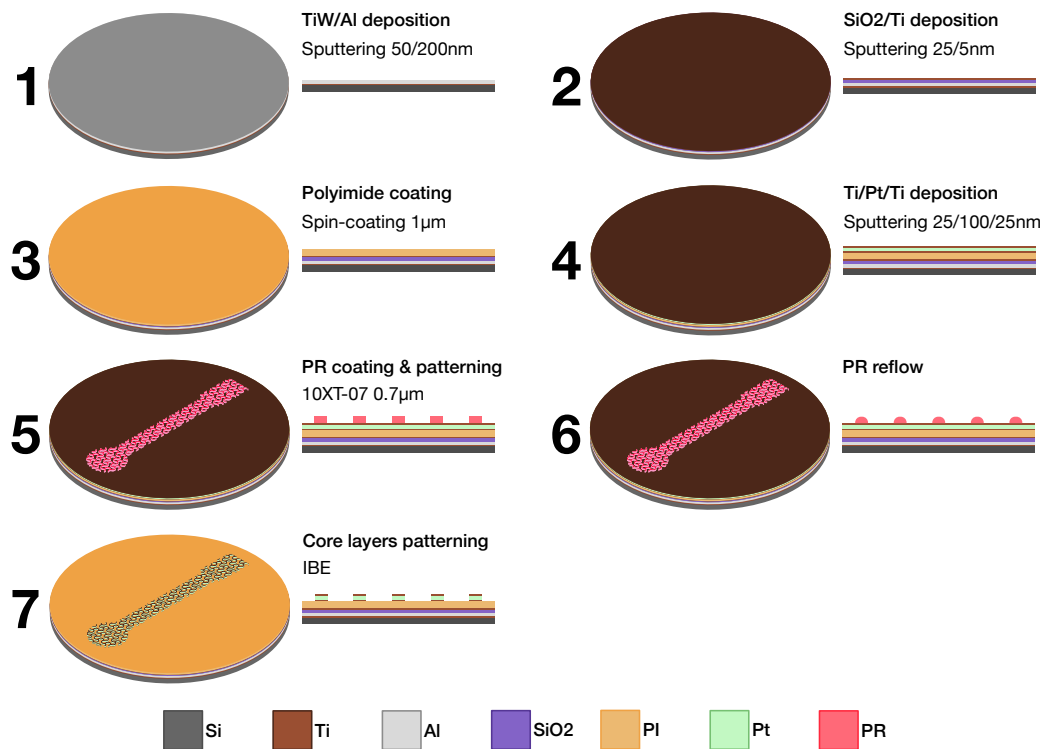 1
TiW/Al deposition
Sputtering 50/200nm
2
SiO2/Ti deposition
Sputtering 25/5nm
3
Polyimide coating
Spin-coating 1µm
4
Ti/Pt/Ti deposition
Sputtering 25/100/25nm
5
PR coating & patterning
10XT-07 0.7µm
6
PR reflow
7
Core layers patterning
IBE
Si
Ti
Al
SiO2
PI
Pt
PR